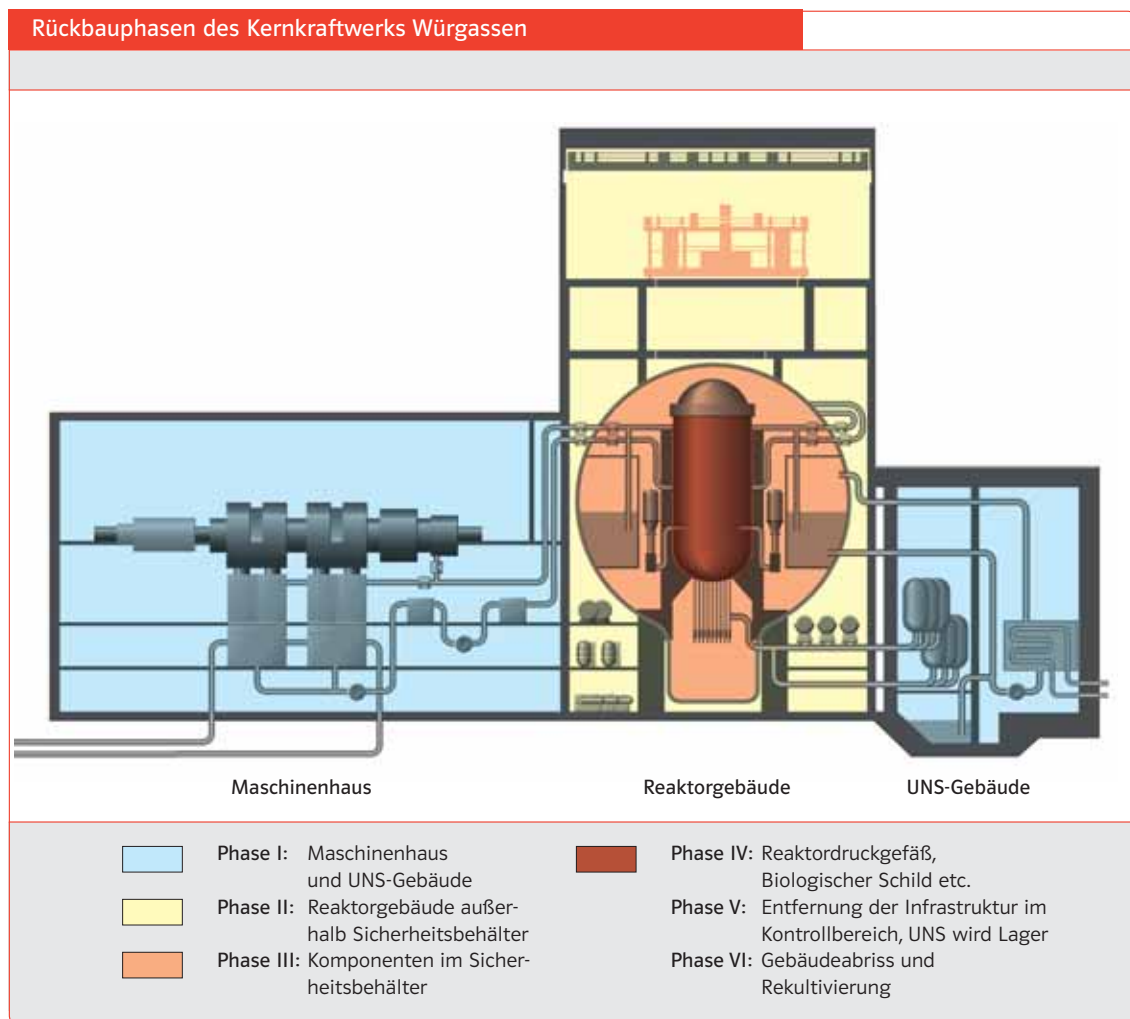 Rückbauphasen des Kernkraftwerks Würgassen
Maschinenhaus
Reaktorgebäude
UNS-Gebäude
Phase I: Maschinenhaus
und UNS-Gebäude
Phase II: Reaktorgebäude außer-
halb Sicherheitsbehälter
Phase III: Komponenten im Sicher-
heitsbehälter
Phase IV: Reaktordruckgefäß,
Biologischer Schild etc.
Phase V: Entfernung der Infrastruktur im
Kontrollbereich, UNS wird Lager
Phase VI: Gebäudeabriss und
Rekultivierung